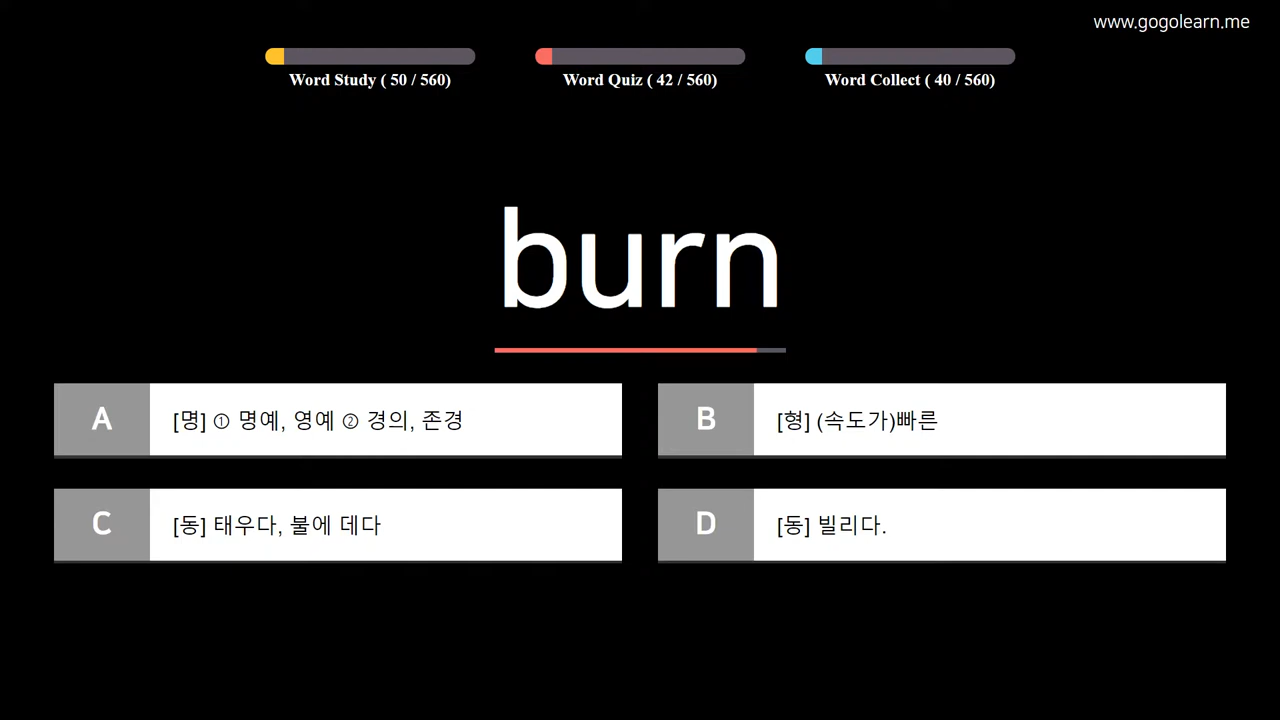 www.gogolearn.me
Word Study ( 50 / 560)
Word Quiz ( 42 / 560)
Word Collect ( 40 / 560)
burn
A
[명] ① 명예, 영예 ② 경의, 존경
B
[형] (속도가)빠른
C
[동] 태우다, 불에 데다
D
[동] 빌리다.